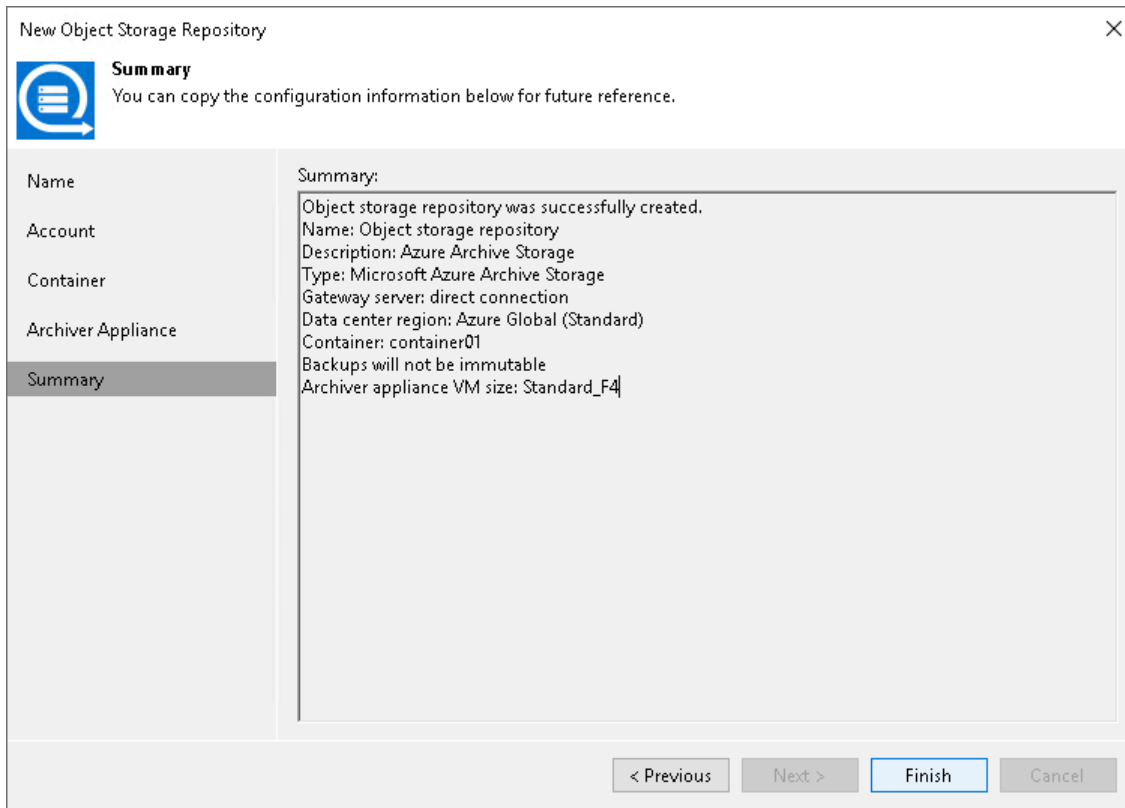 New Object Storage Repository
Summary
You can copy the configuration information below for future reference.
Name
Account
Container
Archiver Appliance
Summary
Summary:
Object storage repository was successfully created.
Name: Object storage repository
Description: Azure Archive Storage
Type: Microsoft Azure Archive Storage
Gateway server: direct connection
Data center region: Azure Global (Standard)
Container: container01
Backups will not be immutable
Archiver appliance VM size: Standard_F4
< Previous
Next >
Finish
Cancel